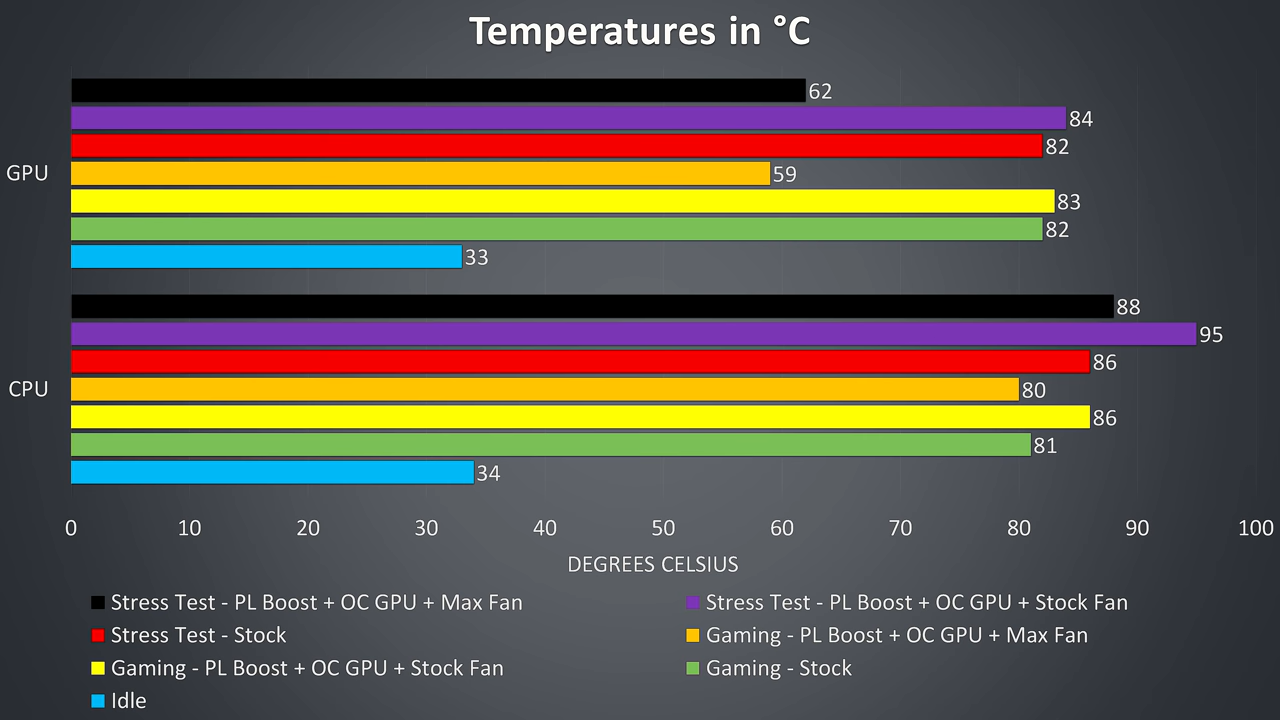 Temperatures in °C
62
84
82
GPU
59
83
82
33
88
95
86
CPU
80
86
81
34
0 10 20 30 40 50 60 70 80 90 100
DEGREES CELSIUS
Stress Test - PL Boost + OC GPU + Max Fan
Stress Test - PL Boost + OC GPU + Stock Fan
Stress Test - Stock
Gaming - PL Boost + OC GPU + Max Fan
Gaming - PL Boost + OC GPU + Stock Fan
Gaming - Stock
Idle